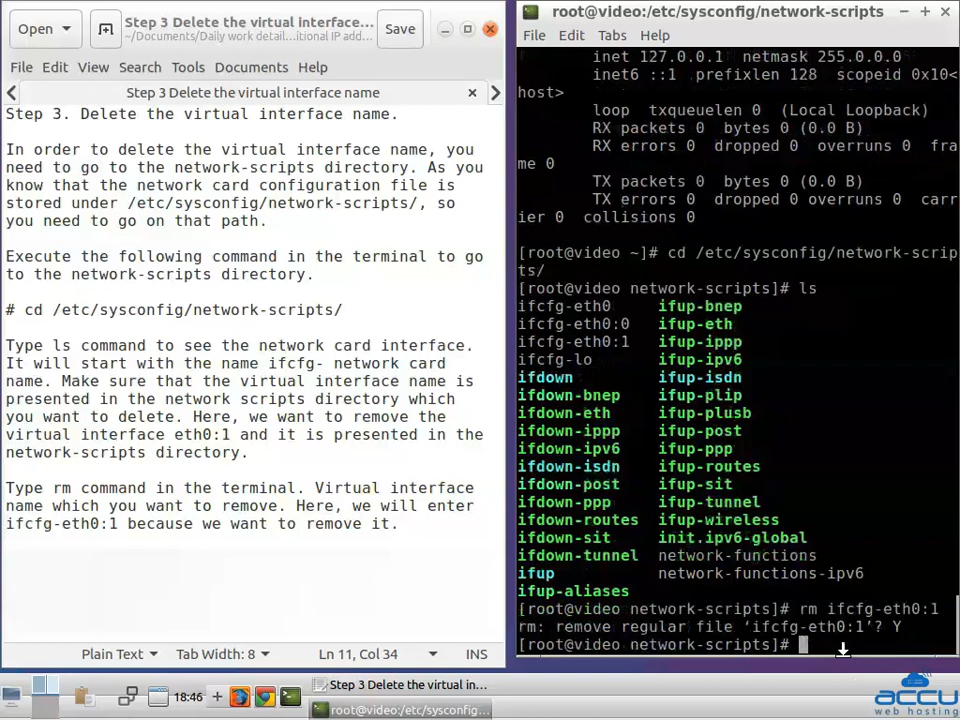 Open
Step 3 Delete the virtual interface...
~/Documents/Daily work detail...itional IP add...
Save
File Edit View Search Tools Documents Help
Step 3 Delete the virtual interface name
Step 3. Delete the virtual interface name.
In order to delete the virtual interface name, you
need to go to the network-scripts directory. As you
know that the network card configuration file is
stored under /etc/sysconfig/network-scripts/, so
you need to go on that path.
Execute the following command in the terminal to go
to the network-scripts directory.
# cd /etc/sysconfig/network-scripts/
Type ls command to see the network card interface.
It will start with the name ifcfg- network card
name. Make sure that the virtual interface name is
presented in the network scripts directory which
you want to delete. Here, we want to remove the
virtual interface eth0:1 and it is presented in the
network-scripts directory.
Type rm command in the terminal. Virtual interface
name which you want to remove. Here, we will enter
ifcfg-eth0:1 because we want to remove it.
Plain Text Tab Width: 8 Ln 11, Col 34 INS
root@video:/etc/sysconfig/network-scripts
File Edit Tabs Help
inet 127.0.0.1 netmask 255.0.0.0
inet6 ::1 prefixlen 128 scopeid 0x10<
host>
loop txqueuelen 0 (Local Loopback)
RX packets 0 bytes 0 (0.0 B)
RX errors 0 dropped 0 overruns 0 fra
me 0
TX packets 0 bytes 0 (0.0 B)
TX errors 0 dropped 0 overruns 0 carr
ier 0 collisions 0
[root@video ~]# cd /etc/sysconfig/network-scrip
ts/
[root@video network-scripts]# ls
ifcfg-eth0 ifup-bnep
ifcfg-eth0:0 ifup-eth
ifcfg-eth0:1 ifup-ippp
ifcfg-lo ifup-ipv6
ifdown ifup-isdn
ifdown-bnep ifup-plip
ifdown-eth ifup-plusb
ifdown-ippp ifup-post
ifdown-ipv6 ifup-ppp
ifdown-isdn ifup-routes
ifdown-post ifup-sit
ifdown-ppp ifup-tunnel
ifdown-routes ifup-wireless
ifdown-sit init.ipv6-global
ifdown-tunnel network-functions
ifup network-functions-ipv6
ifup-aliases
[root@video network-scripts]# rm ifcfg-eth0:1
rm: remove regular file ‘ifcfg-eth0:1’? Y
[root@video network-scripts]#
18:46
Step 3 Delete the virtual in...
root@video:/etc/sysconfig...
accu
web hosting